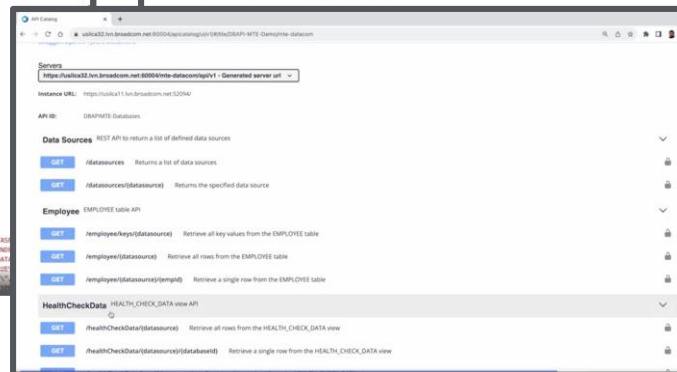 API Catalog
usilca32.lvn.broadcom.net:60004/apicatalog/ui/v1/#/tile/DBAPI-MTE-Demo/mte-datacom
Servers
https://usilca32.lvn.broadcom.net:60004/mte-datacom/api/v1 - Generated server url
Instance URL: https://usilca11.lvn.broadcom.net:52094/
API ID: DBAPIMTE-Databases
Data Sources REST API to return a list of defined data sources
GET /datasources Returns a list of data sources
GET /datasources/{datasource} Returns the specified data source
Employee EMPLOYEE table API
GET /employee/keys/{datasource} Retrieve all key values from the EMPLOYEE table
GET /employee/{datasource} Retrieve all rows from the EMPLOYEE table
GET /employee/{datasource}/{empId} Retrieve a single row from the EMPLOYEE table
HealthCheckData HEALTH_CHECK_DATA view API
GET /healthCheckData/{datasource} Retrieve all rows from the HEALTH_CHECK_DATA view
GET /healthCheckData/{datasource}/{databaseId} Retrieve a single row from the HEALTH_CHECK_DATA view